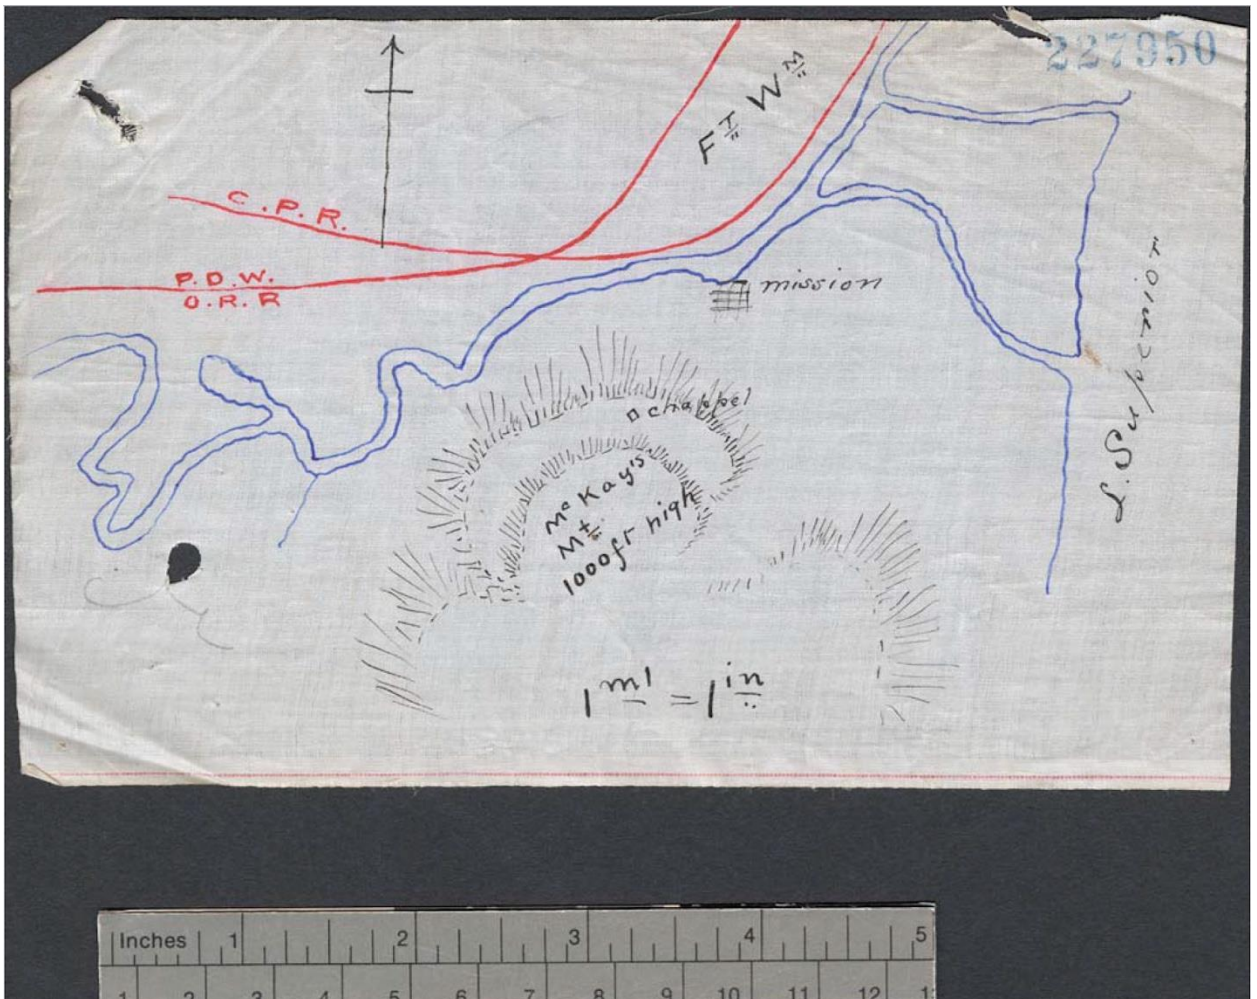 227950
Fᵀ Wᴹ
C.P.R.
P.D.W.
O.R.R
mission
L. Superior
chappel
McKay's
Mt
1000ft high
1 ml = 1 in
Inches 1 2 3 4 5
1 2 3 4 5 6 7 8 9 10 11 12